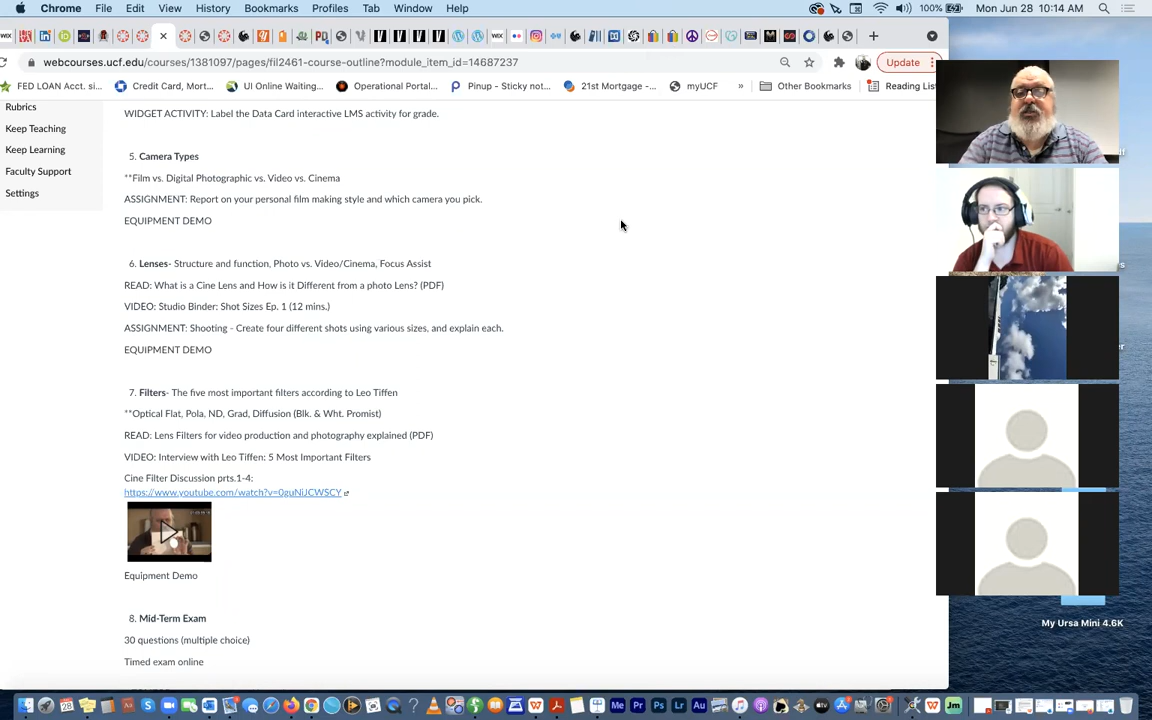 Chrome File Edit View History Bookmarks Profiles Tab Window Help 100% Mon Jun 28 10:14 AM
webcourses.ucf.edu/courses/1381097/pages/fil2461-course-outline?module_item_id=14687237 Update
FED LOAN Acct. si... Credit Card, Mort... UI Online Waiting... Operational Portal... Pinup - Sticky not... 21st Mortgage -... myUCF » Other Bookmarks Reading List
Rubrics
Keep Teaching
Keep Learning
Faculty Support
Settings
WIDGET ACTIVITY: Label the Data Card interactive LMS activity for grade.
5. Camera Types
**Film vs. Digital Photographic vs. Video vs. Cinema
ASSIGNMENT: Report on your personal film making style and which camera you pick.
EQUIPMENT DEMO
6. Lenses- Structure and function, Photo vs. Video/Cinema, Focus Assist
READ: What is a Cine Lens and How is it Different from a photo Lens? (PDF)
VIDEO: Studio Binder: Shot Sizes Ep. 1 (12 mins.)
ASSIGNMENT: Shooting - Create four different shots using various sizes, and explain each.
EQUIPMENT DEMO
7. Filters- The five most important filters according to Leo Tiffen
**Optical Flat, Pola, ND, Grad, Diffusion (Blk. & Wht. Promist)
READ: Lens Filters for video production and photography explained (PDF)
VIDEO: Interview with Leo Tiffen: 5 Most Important Filters
Cine Filter Discussion prts.1-4:
https://www.youtube.com/watch?v=0guNiJCWSCY
Equipment Demo
8. Mid-Term Exam
30 questions (multiple choice)
Timed exam online
My Ursa Mini 4.6K